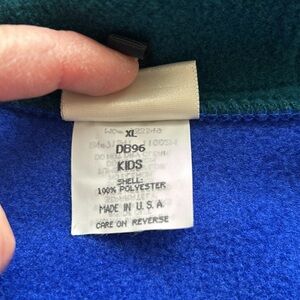 XL
DB96
KIDS
SHELL:
100% POLYESTER
MADE IN U.S.A.
CARE ON REVERSE